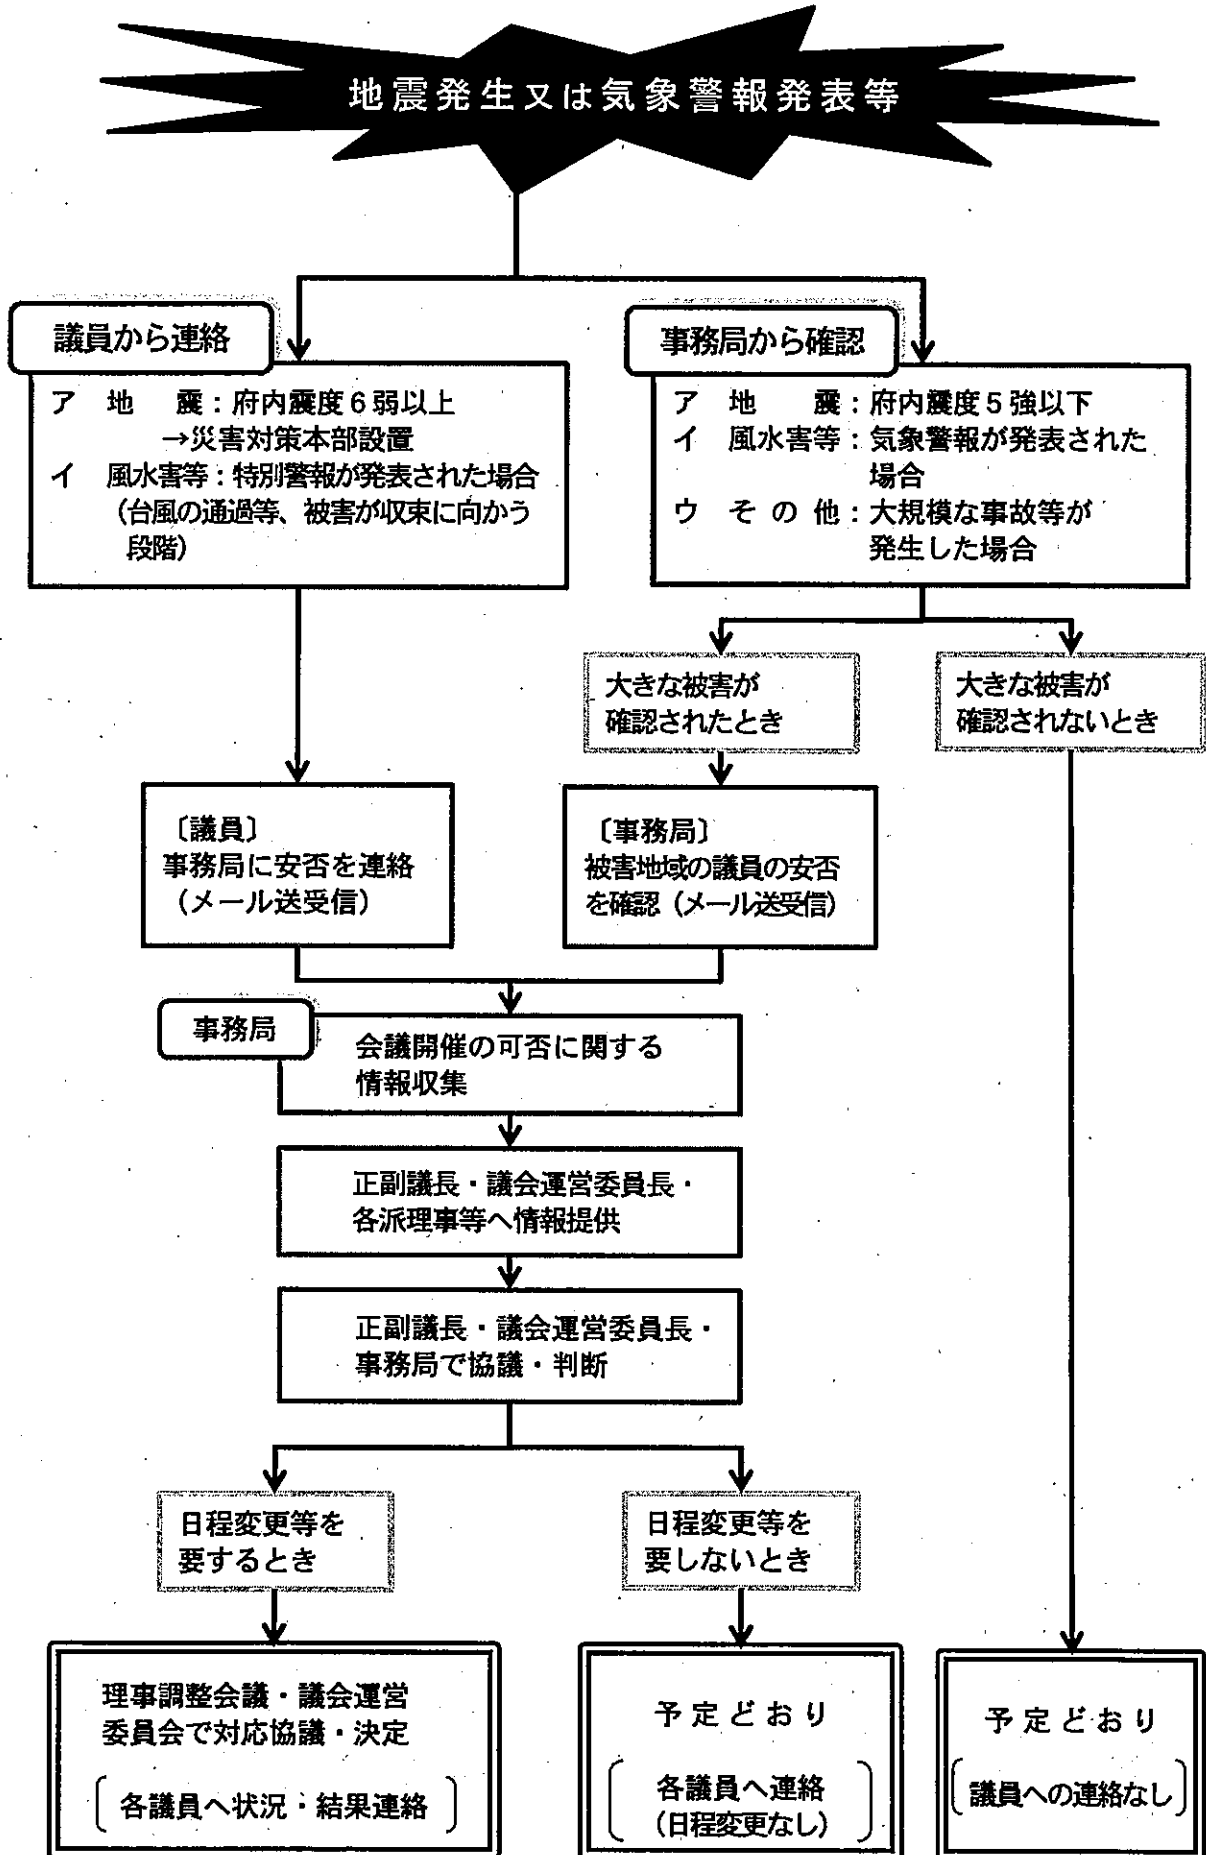 地震発生又は気象警報発表等
議員から連絡
ア 地 震：府内震度６弱以上
→災害対策本部設置
イ 風水害等：特別警報が発表された場合
（台風の通過等、被害が収束に向かう
段階）
事務局から確認
ア 地 震：府内震度５強以下
イ 風水害等：気象警報が発表された
場合
ウ その他：大規模な事故等が
発生した場合
大きな被害が
確認されたとき
大きな被害が
確認されないとき
〔議員〕
事務局に安否を連絡
（メール送受信）
〔事務局〕
被害地域の議員の安否
を確認（メール送受信）
事務局
会議開催の可否に関する
情報収集
正副議長・議会運営委員長・
各派理事等へ情報提供
正副議長・議会運営委員長・
事務局で協議・判断
日程変更等を
要するとき
日程変更等を
要しないとき
理事調整会議・議会運営
委員会で対応協議・決定
〔各議員へ状況・結果連絡〕
予定どおり
〔各議員へ連絡
（日程変更なし）〕
予定どおり
〔議員への連絡なし〕